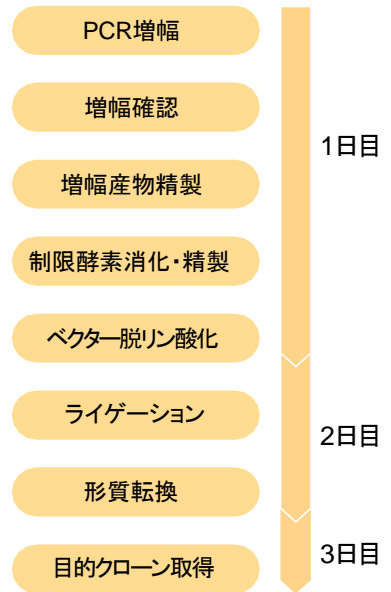 PCR増幅
増幅確認
増幅産物精製
制限酵素消化・精製
ベクター脱リン酸化
ライゲーション
形質転換
目的クローン取得
1日目
2日目
3日目